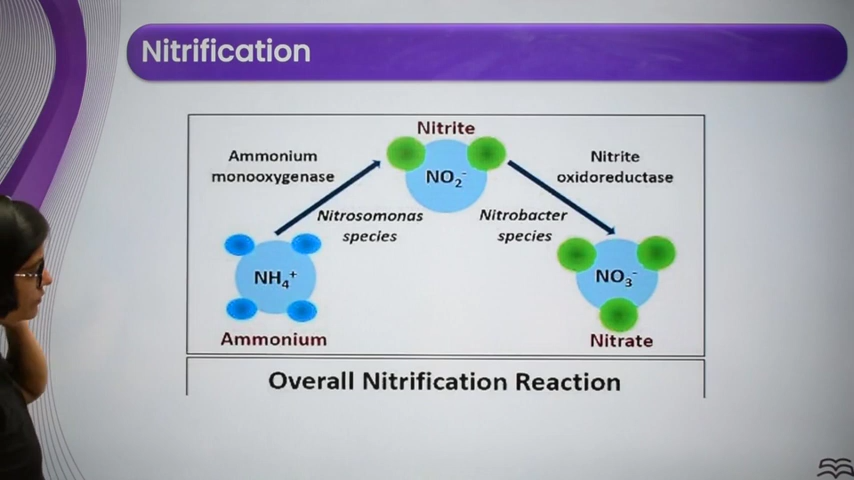 Nitrification
Nitrite
Ammonium
monooxygenase
Nitrite
oxidoreductase
NO₂⁻
Nitrosomonas
species
Nitrobacter
species
NH₄⁺
NO₃⁻
Ammonium
Nitrate
Overall Nitrification Reaction